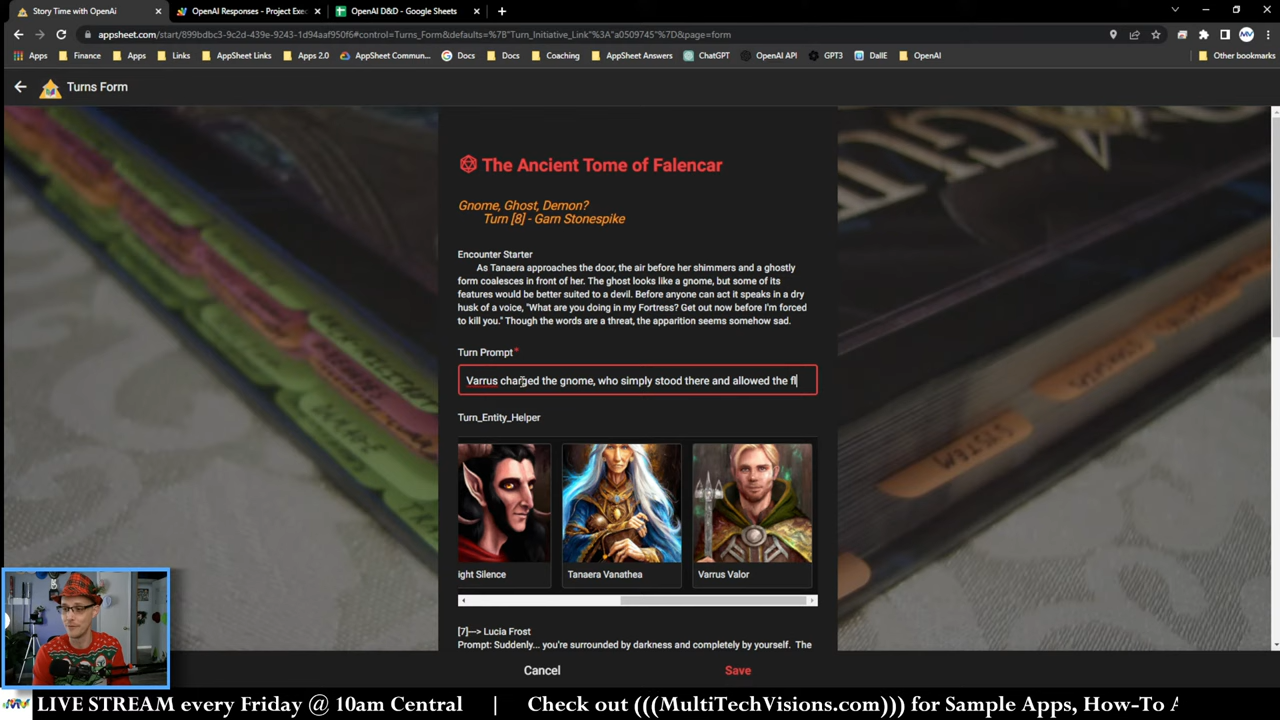 Story Time with OpenAi
OpenAI Responses - Project Exec
OpenAI D&D - Google Sheets
appsheet.com/start/899bdbc3-9c2d-439e-9243-1d94aaf950f6#control=Turns_Form&defaults=%7B"Turn_Initiative_Link"%3A"a0509745"%7D&page=form
Apps
Finance
Apps
Links
AppSheet Links
Apps 2.0
AppSheet Commun...
Docs
Docs
Coaching
AppSheet Answers
ChatGPT
OpenAI API
GPT3
DallE
OpenAI
Other bookmarks
Turns Form
The Ancient Tome of Falencar
Gnome, Ghost, Demon?
Turn [8] - Garn Stonespike
Encounter Starter
As Tanaera approaches the door, the air before her shimmers and a ghostly
form coalesces in front of her. The ghost looks like a gnome, but some of its
features would be better suited to a devil. Before anyone can act it speaks in a dry
husk of a voice, "What are you doing in my Fortress? Get out now before I'm forced
to kill you." Though the words are a threat, the apparition seems somehow sad.
Turn Prompt*
Varrus charged the gnome, who simply stood there and allowed the fl
Turn_Entity_Helper
ight Silence
Tanaera Vanathea
Varrus Valor
[7]—> Lucia Frost
Prompt: Suddenly... you're surrounded by darkness and completely by yourself. The
Cancel
Save
LIVE STREAM every Friday @ 10am Central | Check out (((MultiTechVisions.com))) for Sample Apps, How-To A